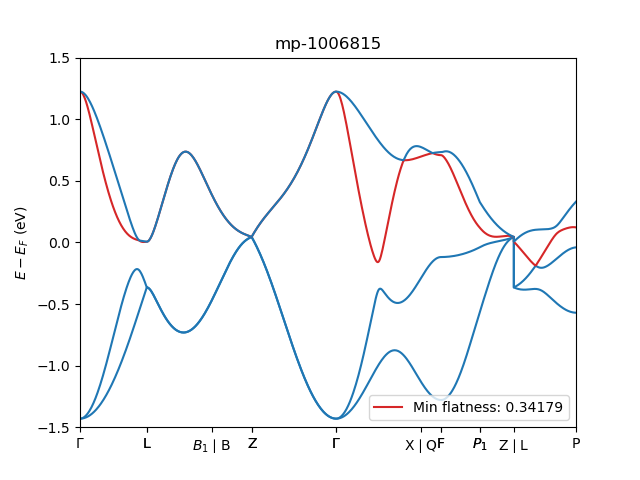 mp-1006815
E − E_F (eV)
1.5
1.0
0.5
0.0
−0.5
−1.0
−1.5
Min flatness: 0.34179
Γ L B₁ | B Z Γ X | Q F P₁ Z | L P